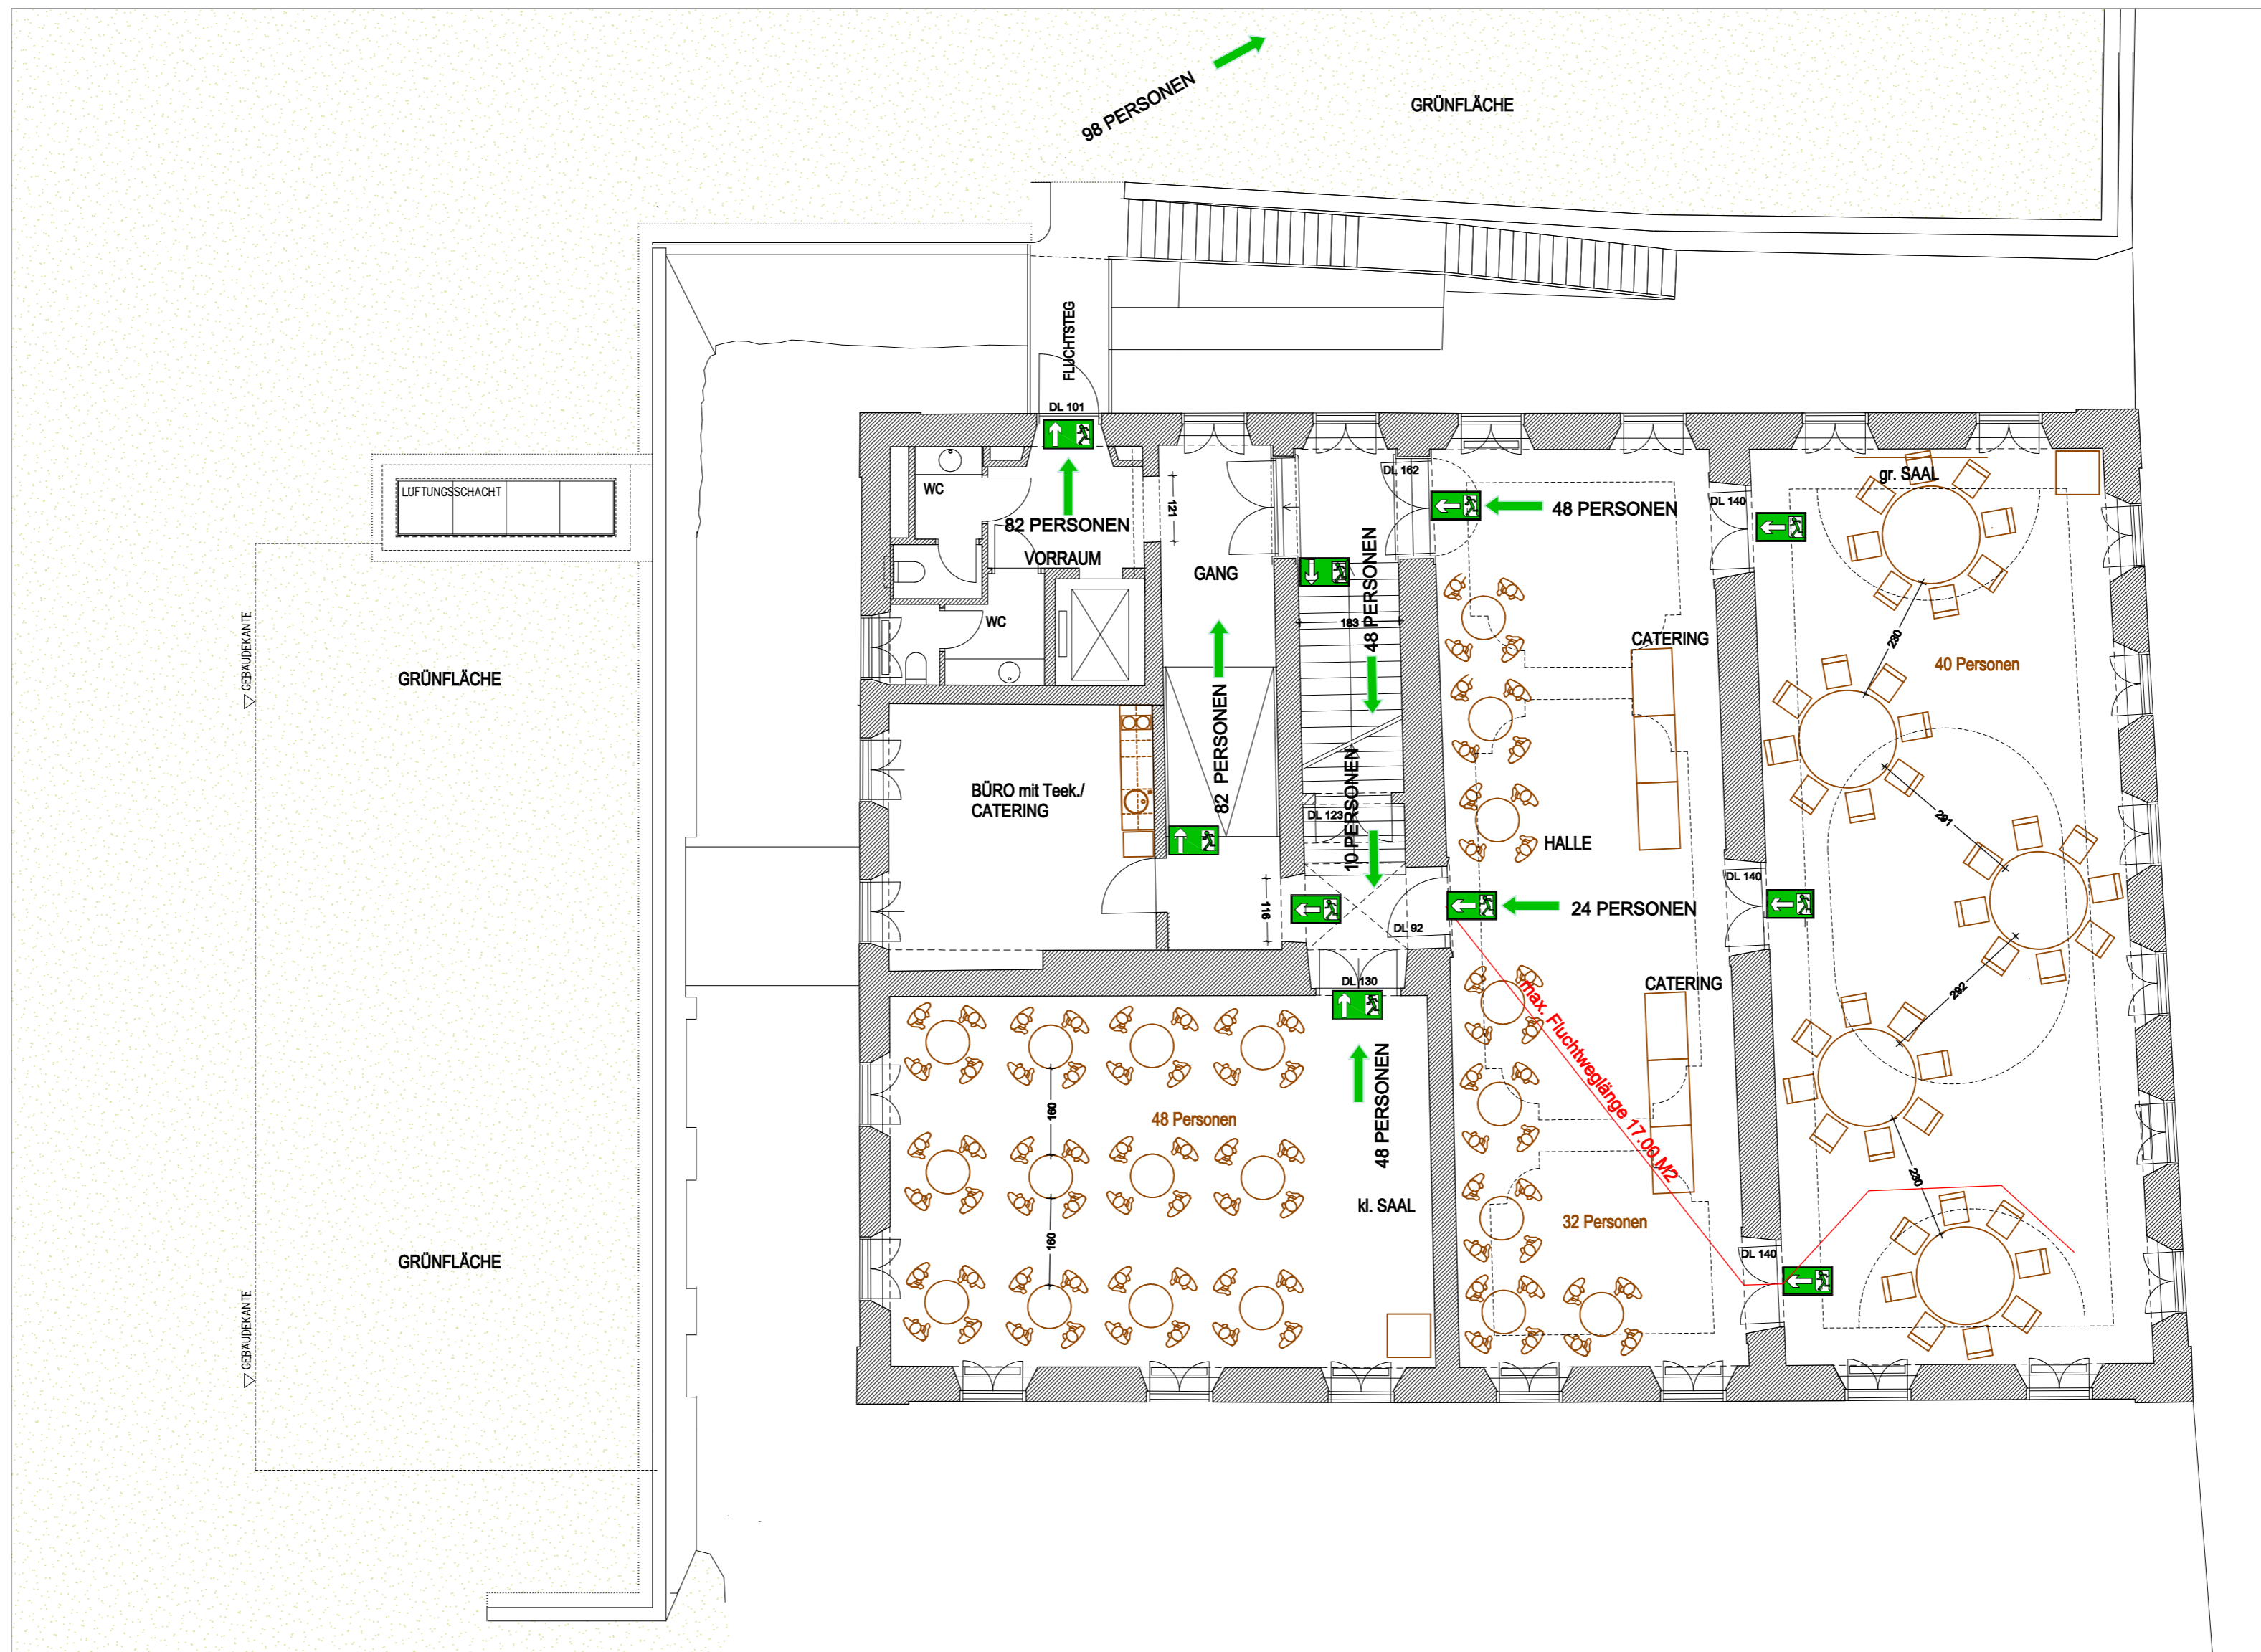 98 PERSONEN
GRÜNFLÄCHE
FLUCHTSTEG
DL 101
LÜFTUNGSSCHACHT
WC
82 PERSONEN
VORRAUM
121
GANG
DL 162
48 PERSONEN
DL 140
gr. SAAL
48 PERSONEN
183
WC
CATERING
230
40 Personen
GEBÄUDEKANTE
GRÜNFLÄCHE
82 PERSONEN
BÜRO mit Teek./
CATERING
10 PERSONEN
DL 123
HALLE
291
DL 140
116
24 PERSONEN
DL 92
DL 130
CATERING
292
max. Fluchtweglänge 17.00 M2
160
48 Personen
48 PERSONEN
230
kl. SAAL
32 Personen
160
DL 140
GRÜNFLÄCHE
GEBÄUDEKANTE